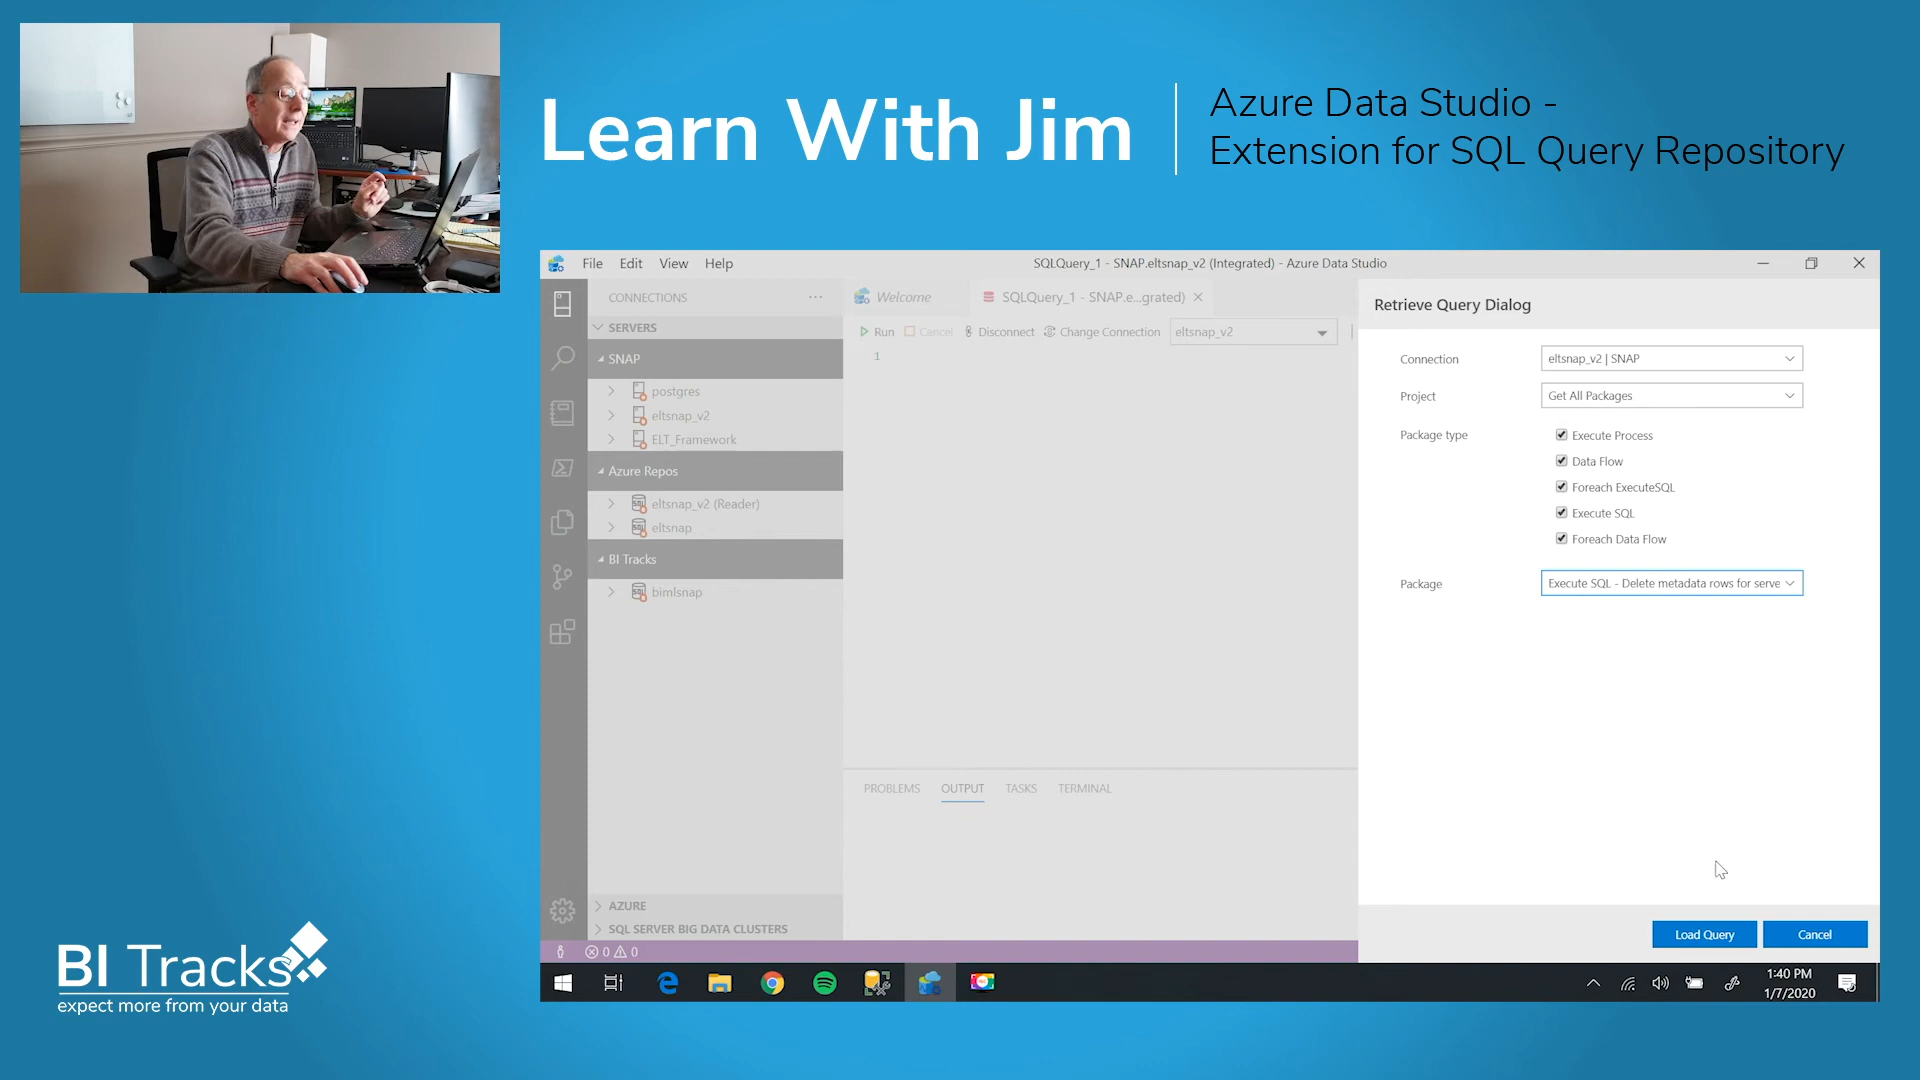 Learn With Jim
Azure Data Studio -
Extension for SQL Query Repository
File Edit View Help
SQLQuery_1 - SNAP.eltsnap_v2 (Integrated) - Azure Data Studio
CONNECTIONS ...
SERVERS
SNAP
postgres
eltsnap_v2
ELT_Framework
Azure Repos
eltsnap_v2 (Reader)
eltsnap
BI Tracks
bimlsnap
AZURE
SQL SERVER BIG DATA CLUSTERS
0 0
Welcome
SQLQuery_1 - SNAP.e...grated)
Run Cancel Disconnect Change Connection eltsnap_v2
1
PROBLEMS OUTPUT TASKS TERMINAL
Retrieve Query Dialog
Connection eltsnap_v2 | SNAP
Project Get All Packages
Package type
Execute Process
Data Flow
Foreach ExecuteSQL
Execute SQL
Foreach Data Flow
Package Execute SQL - Delete metadata rows for serve
Load Query Cancel
1:40 PM
1/7/2020
BI Tracks
expect more from your data